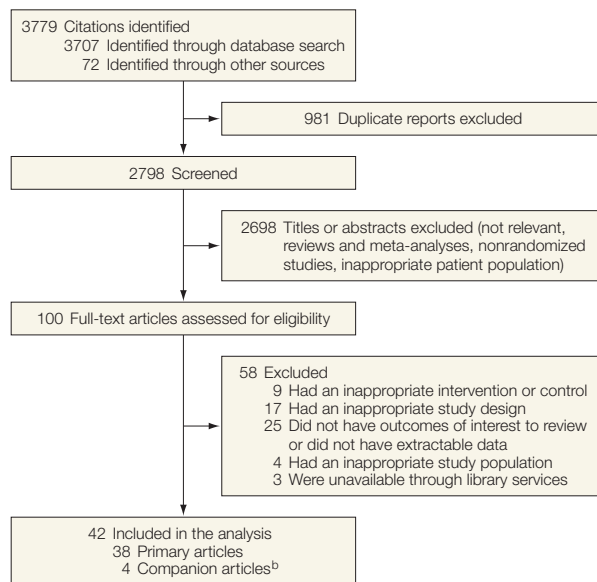 3779 Citations identified
3707 Identified through database search
72 Identified through other sources
981 Duplicate reports excluded
2798 Screened
2698 Titles or abstracts excluded (not relevant,
reviews and meta-analyses, nonrandomized
studies, inappropriate patient population)
100 Full-text articles assessed for eligibility
58 Excluded
9 Had an inappropriate intervention or control
17 Had an inappropriate study design
25 Did not have outcomes of interest to review
or did not have extractable data
4 Had an inappropriate study population
3 Were unavailable through library services
42 Included in the analysis
38 Primary articles
4 Companion articlesb